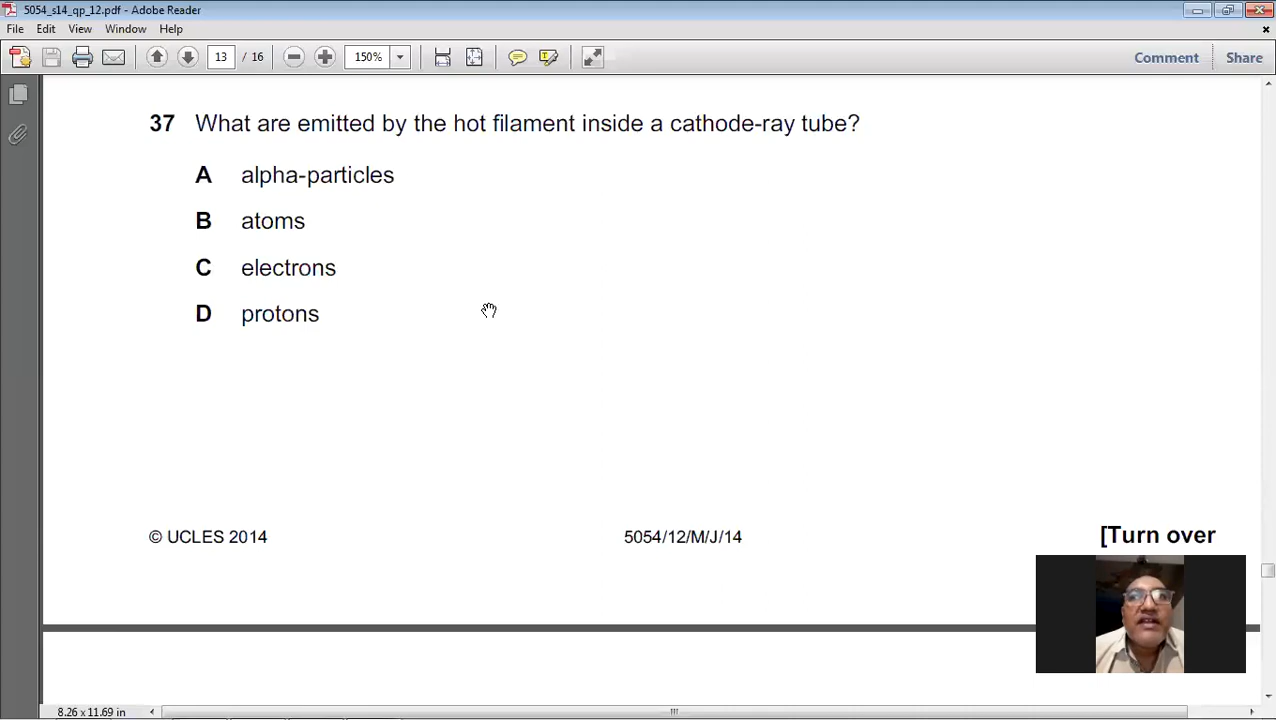 5054_s14_qp_12.pdf - Adobe Reader
File Edit View Window Help
13 / 16 150% Comment Share
37 What are emitted by the hot filament inside a cathode-ray tube?
A alpha-particles
B atoms
C electrons
D protons
© UCLES 2014 5054/12/M/J/14 [Turn over
8.26 x 11.69 in